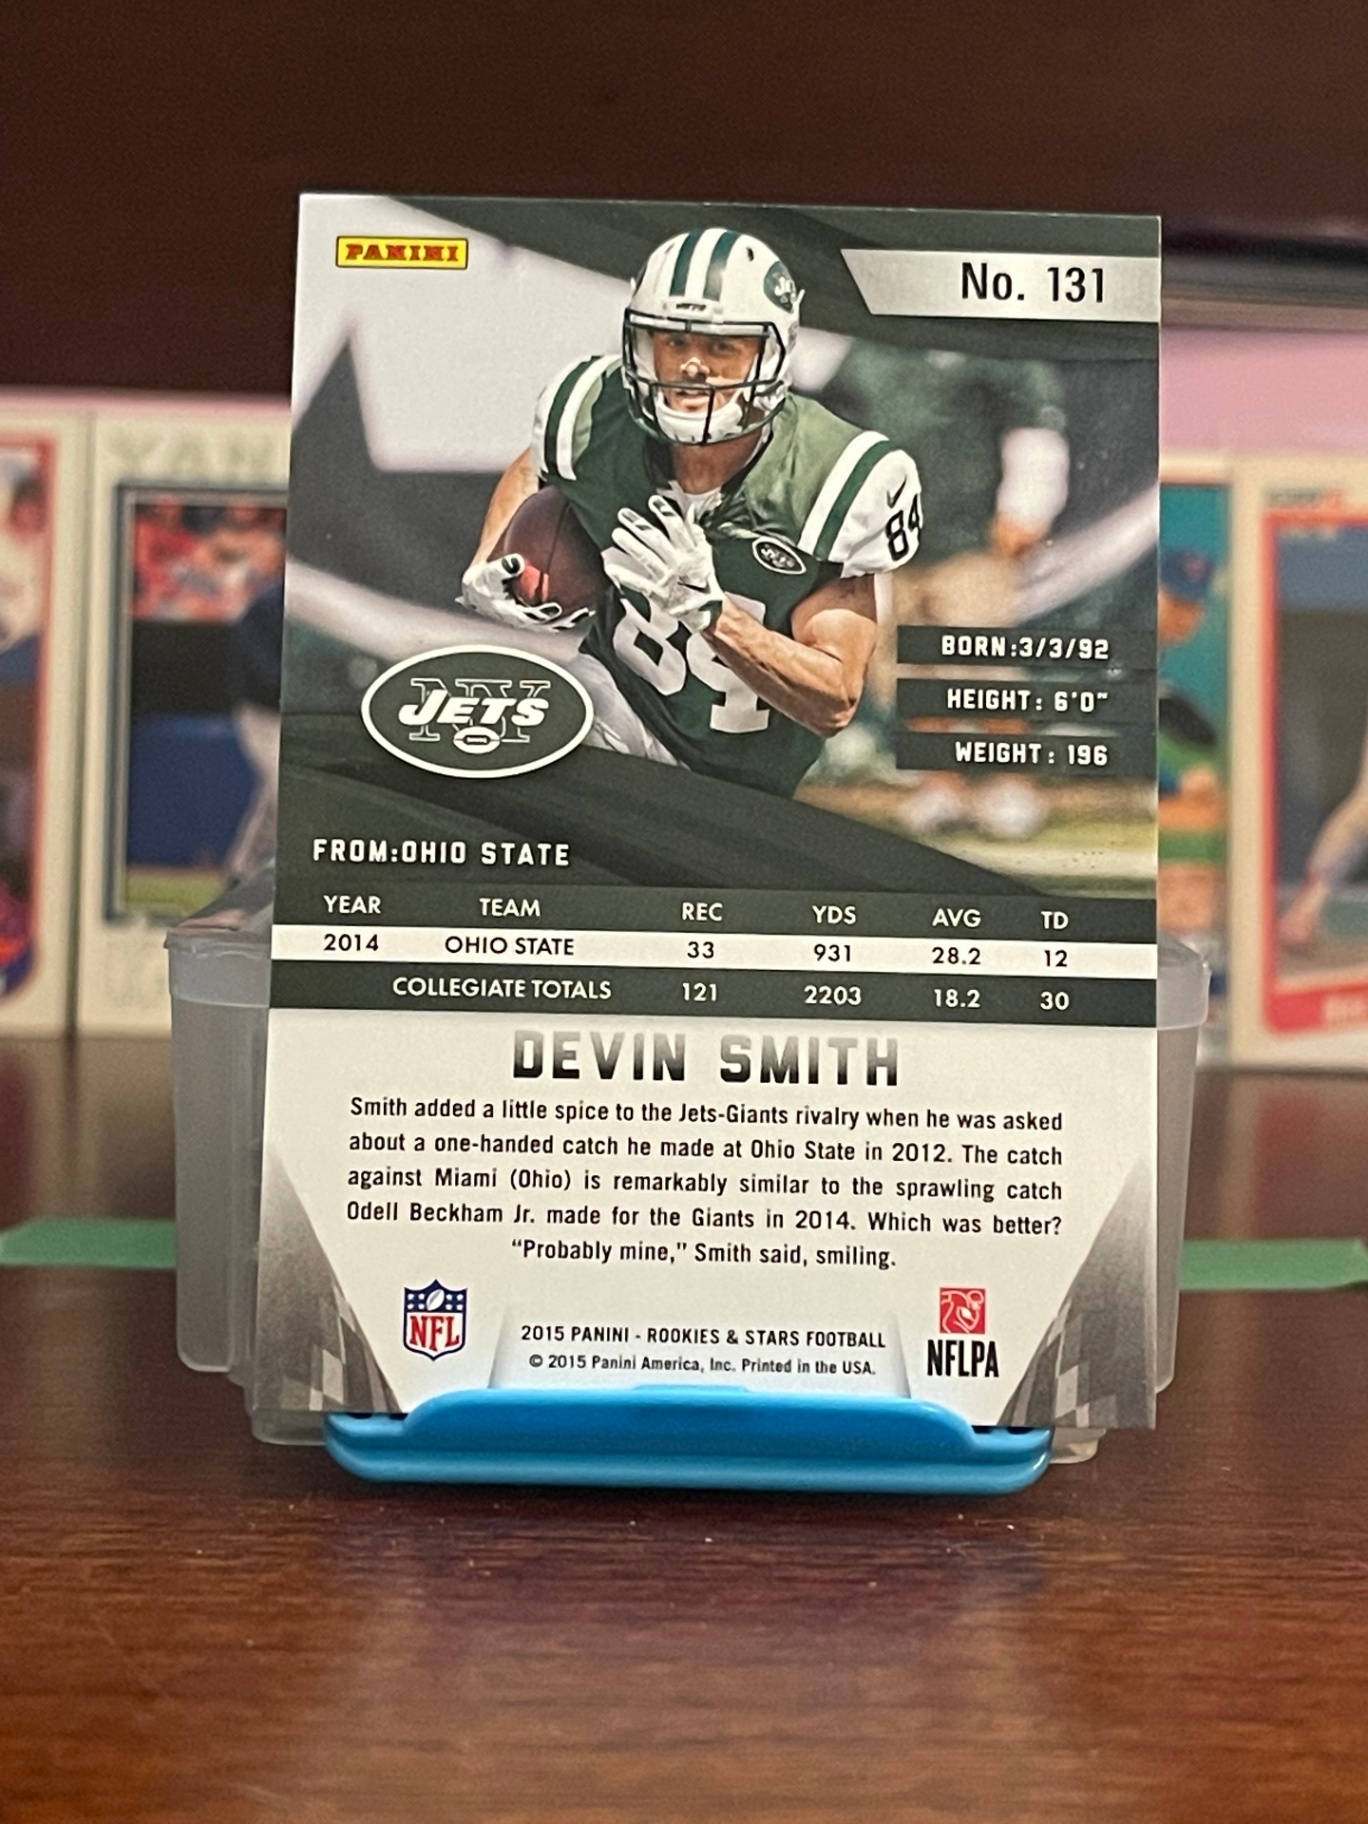 PANINI
No. 131
JETS
84
JETS
84
BORN:3/3/92
HEIGHT: 6'0"
WEIGHT: 196
NY JETS
FROM:OHIO STATE
YEAR TEAM REC YDS AVG TD
2014 OHIO STATE 33 931 28.2 12
COLLEGIATE TOTALS 121 2203 18.2 30
DEVIN SMITH
Smith added a little spice to the Jets-Giants rivalry when he was asked
about a one-handed catch he made at Ohio State in 2012. The catch
against Miami (Ohio) is remarkably similar to the sprawling catch
Odell Beckham Jr. made for the Giants in 2014. Which was better?
“Probably mine,” Smith said, smiling.
NFL
2015 PANINI - ROOKIES & STARS FOOTBALL
© 2015 Panini America, Inc. Printed in the USA.
NFLPA